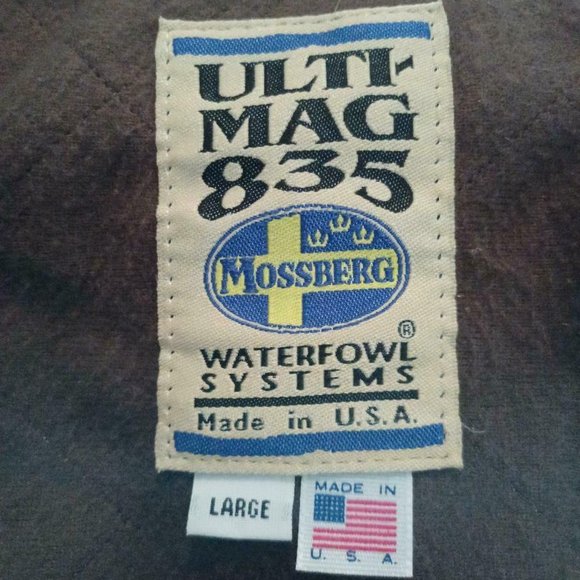 ULTI-
MAG
835
MOSSBERG
®
WATERFOWL
SYSTEMS
Made in U.S.A.
LARGE
MADE IN
U. S. A.